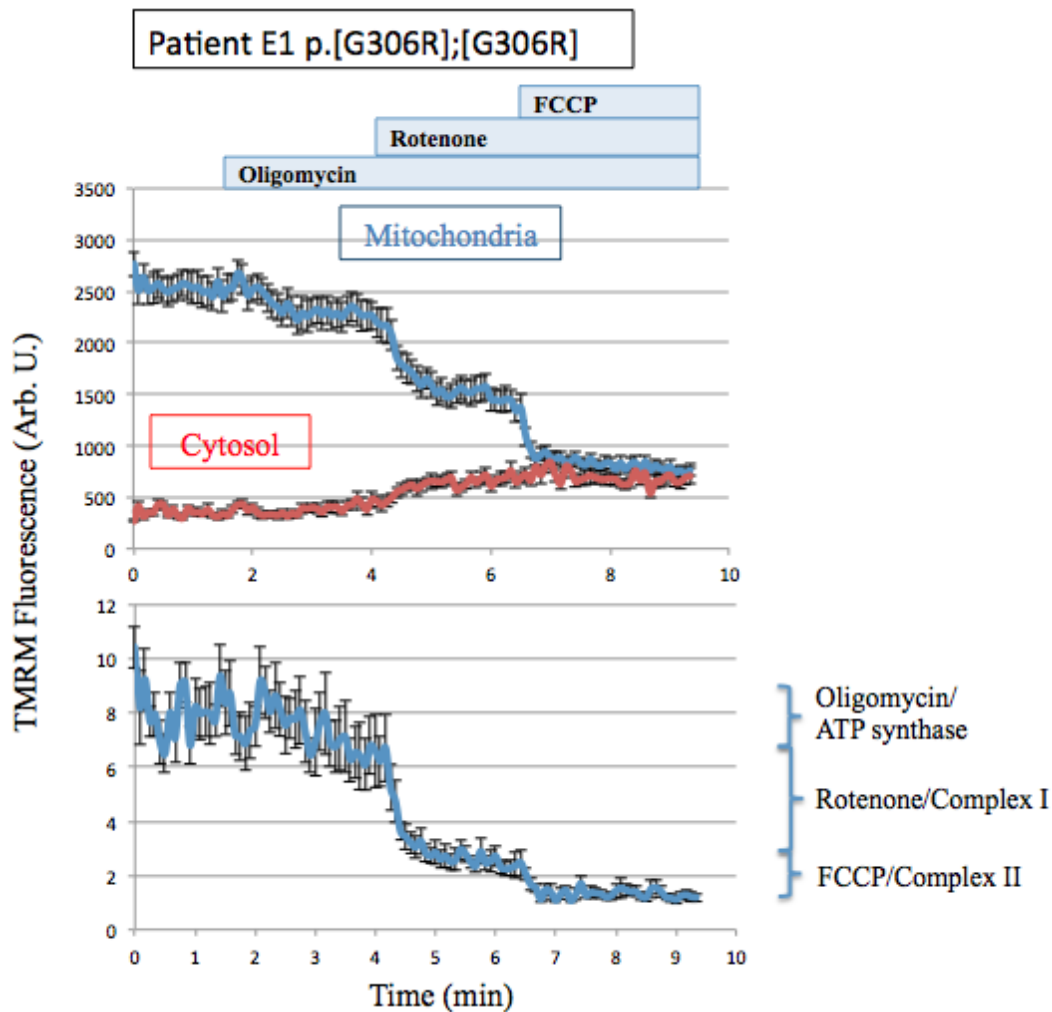 Patient E1 p.[G306R];[G306R]
FCCP
Rotenone
Oligomycin
3500
Mitochondria
3000
2500
2000
1500
Cytosol
1000
500
0
0 2 4 6 8 10
TMRM Fluorescence (Arb. U.)
12
10
8
6
4
2
0
0 1 2 3 4 5 6 7 8 9 10
Time (min)
Oligomycin/
ATP synthase
Rotenone/Complex I
FCCP/Complex II